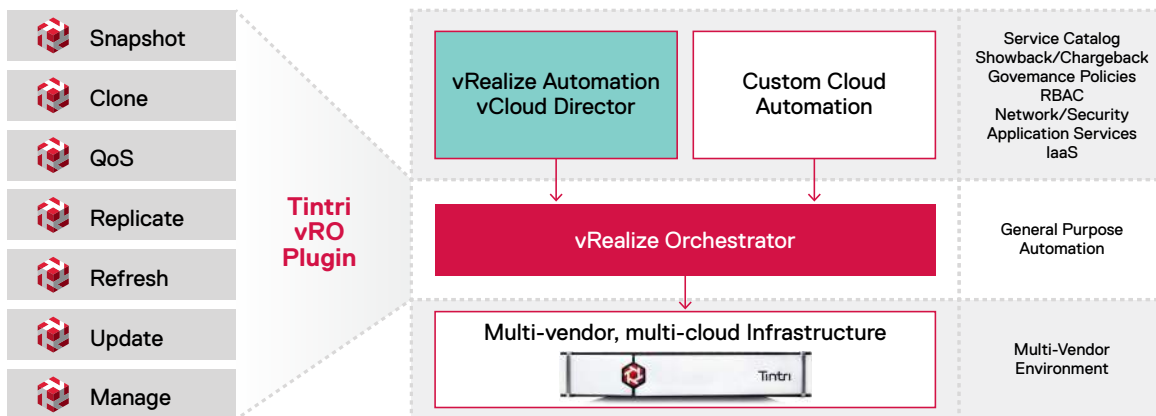 Snapshot
Clone
QoS
Replicate
Refresh
Update
Manage
Tintri
vRO
Plugin
vRealize Automation
vCloud Director
Custom Cloud
Automation
vRealize Orchestrator
Multi-vendor, multi-cloud Infrastructure
Tintri
Service Catalog
Showback/Chargeback
Govemance Policies
RBAC
Network/Security
Application Services
IaaS
General Purpose
Automation
Multi-Vendor
Environment